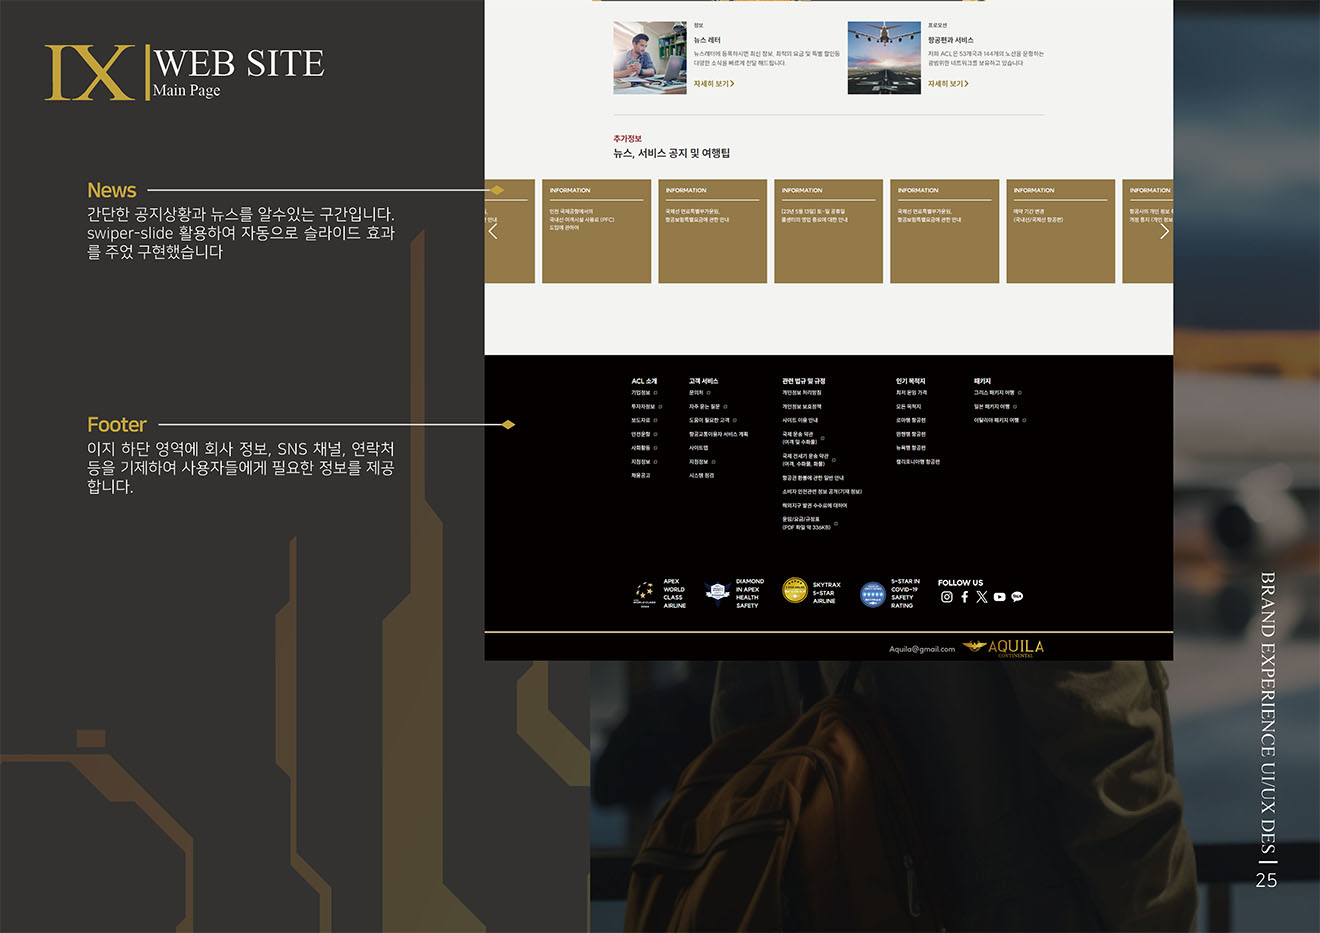 IX
WEB SITE
Main Page
News
간단한 공지상황과 뉴스를 알수있는 구간입니다.
swiper-slide 활용하여 자동으로 슬라이드 효과
를 주었 구현했습니다
Footer
이지 하단 영역에 회사 정보, SNS 채널, 연락처
등을 기제하여 사용자들에게 필요한 정보를 제공
합니다.
정보
뉴스 레터
뉴스레터에 등록하시면 최신 정보, 최적의 요금 및 특별 할인등
다양한 소식을 빠르게 전달 해드립니다.
자세히 보기
프로모션
항공편과 서비스
저희 ACL은 53개국과 144개의 노선을 운항하는
광범위한 네트워크를 보유하고 있습니다
자세히 보기
추가정보
뉴스, 서비스 공지 및 여행팁
안내
INFORMATION
인천 국제공항에서의
국내선 여객시설 사용료 (PFC)
도입에 관하여
INFORMATION
국제선 연료특별부가운임,
항공보험특별요금에 관한 안내
INFORMATION
[23년 5월 13일] 토-일 공휴일
콜센터의 영업 종료에 대한 안내
INFORMATION
국제선 연료특별부가운임,
항공보험특별요금에 관한 안내
INFORMATION
예약 기간 변경
(국내선/국제선 항공편)
INFORMATION
항공사의 개인 정보
개정 통지 (개인 정보
ACL 소개
기업정보
투자자정보
보도자료
안전운항
사회활동
지점정보
채용공고
고객 서비스
문의처
자주 묻는 질문
도움이 필요한 고객
항공교통이용자 서비스 계획
사이트맵
지점정보
시스템 점검
관련 법규 및 규정
개인정보 처리방침
개인정보 보호정책
사이트 이용 안내
국제 운송 약관
(여객 및 수화물)
국제 전세기 운송 약관
(여객, 수화물, 화물)
항공권 환불에 관한 일반 안내
소비자 안전관련 정보 공개(기재 정보)
해외지구 발권 수수료에 대하여
운임/요금/규정표
(PDF 파일 약 336KB)
인기 목적지
최저 운임 가격
모든 목적지
로마행 항공편
런행행 항공편
뉴욕행 항공편
캘리포니아행 항공편
패키지
그리스 패키지 여행
일본 패키지 여행
이탈리아 패키지 여행
APEX
WORLD
CLASS
AIRLINE
DIAMOND
IN APEX
HEALTH
SAFETY
SKYTRAX
5-STAR
AIRLINE
5-STAR IN
COVID-19
SAFETY
RATING
FOLLOW US
Aquila@gmail.com
AQUILA
CONTINENTAL
BRAND EXPERIENCE UI/UX DES
25